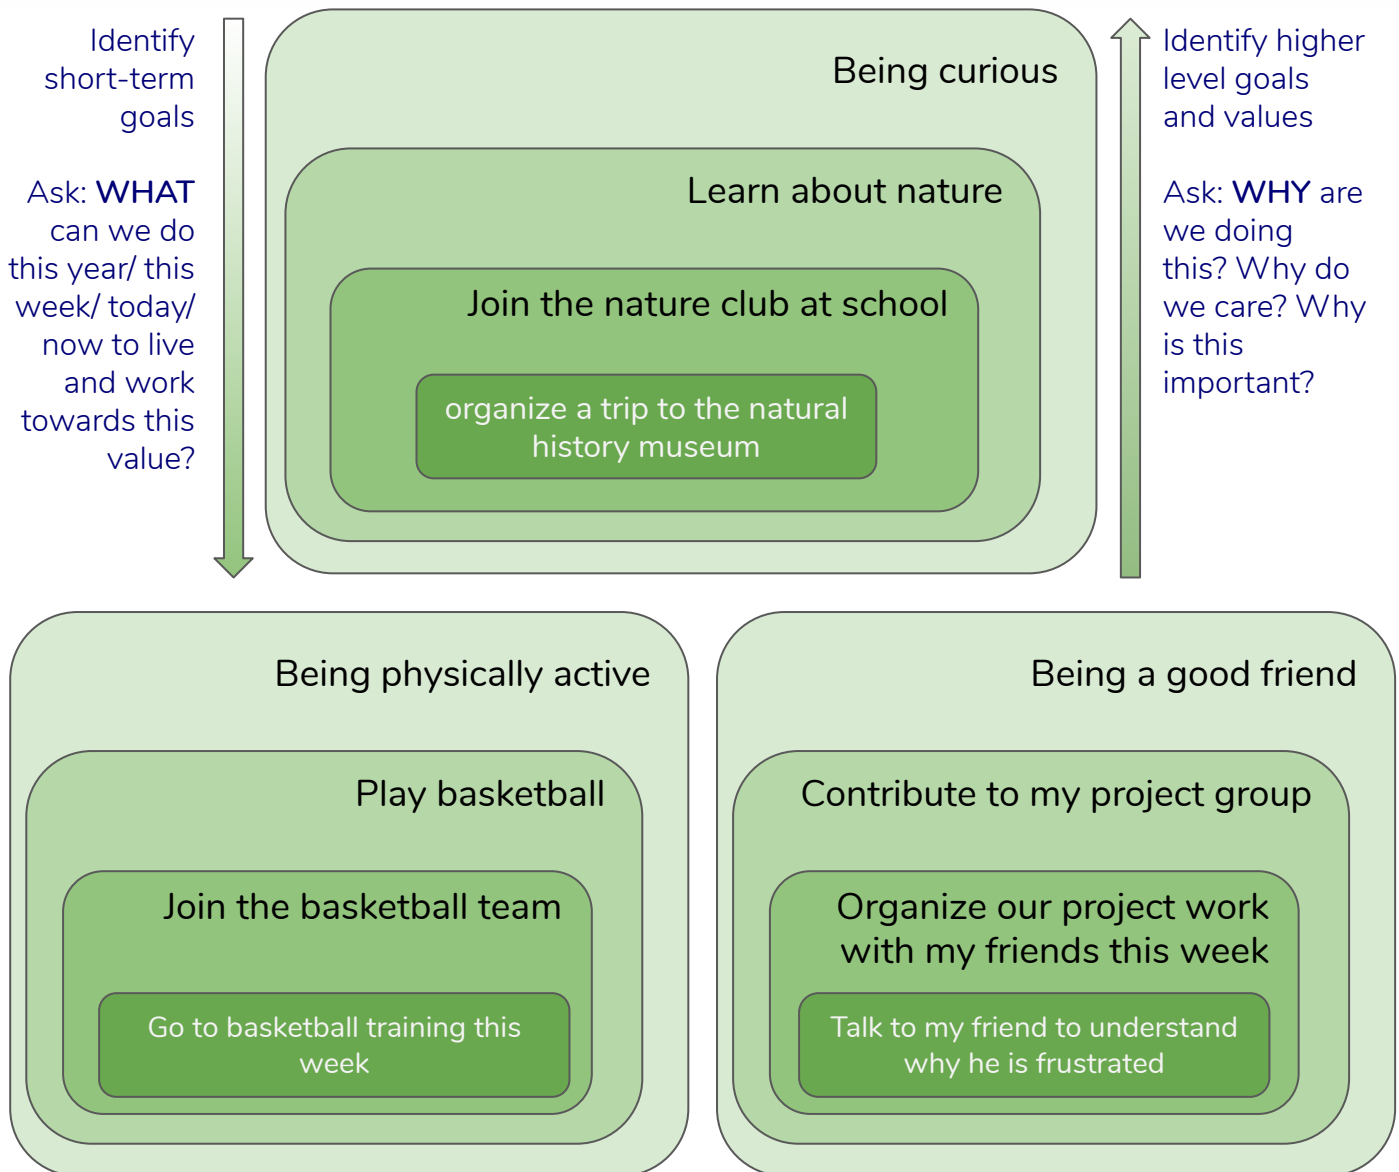 Identify
short-term
goals
Ask: WHAT
can we do
this year/ this
week/ today/
now to live
and work
towards this
value?
Being curious
Learn about nature
Join the nature club at school
organize a trip to the natural
history museum
Identify higher
level goals
and values
Ask: WHY are
we doing
this? Why do
we care? Why
is this
important?
Being physically active
Play basketball
Join the basketball team
Go to basketball training this
week
Being a good friend
Contribute to my project group
Organize our project work
with my friends this week
Talk to my friend to understand
why he is frustrated